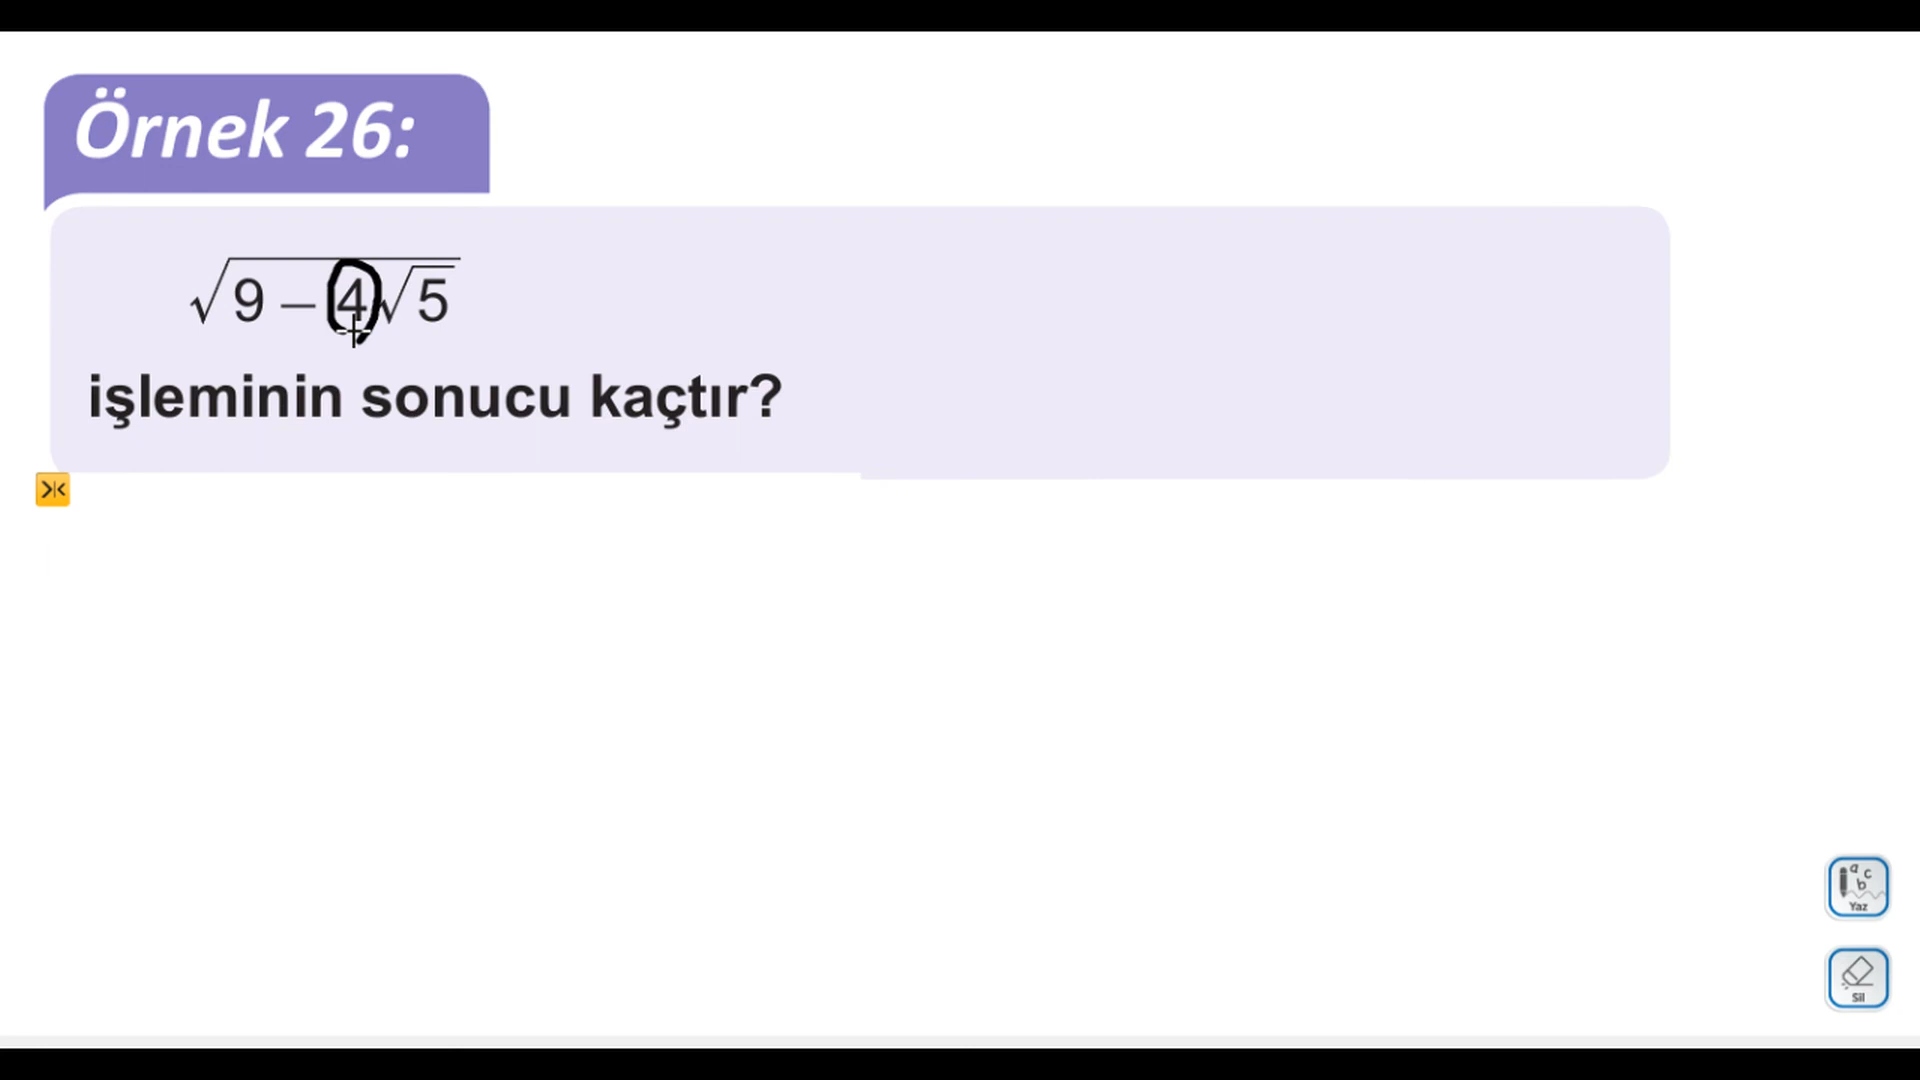 Örnek 26:
√9 – 4√5
işleminin sonucu kaçtır?
a c
b
Yaz
Sil